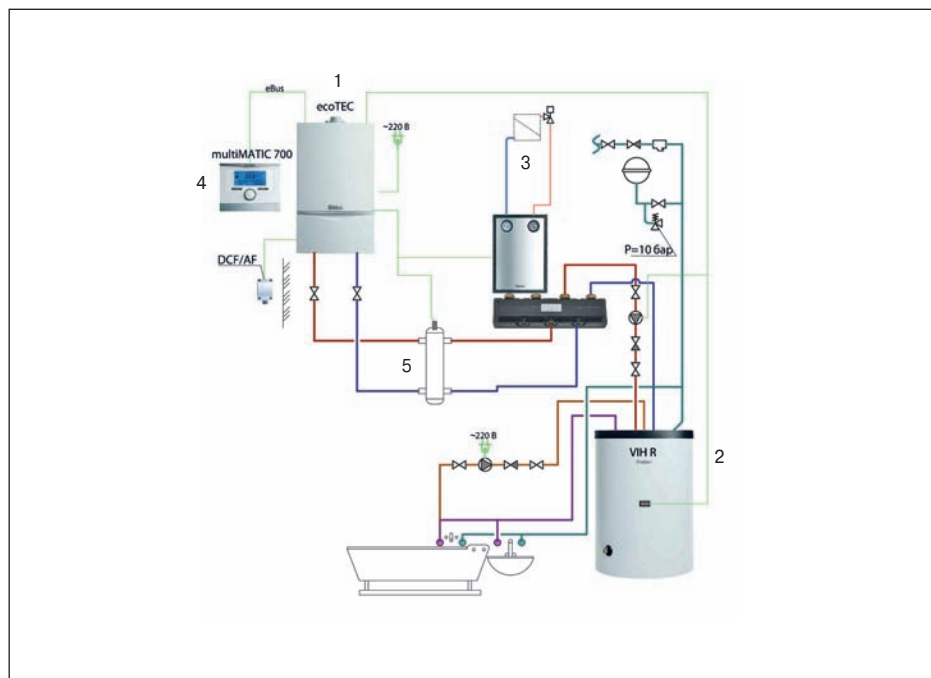 1
eBus
ecoTEC
~220 В
multiMATIC 700
4
3
P=10 бар
DCF/AF
5
~220 В
VIH R
2